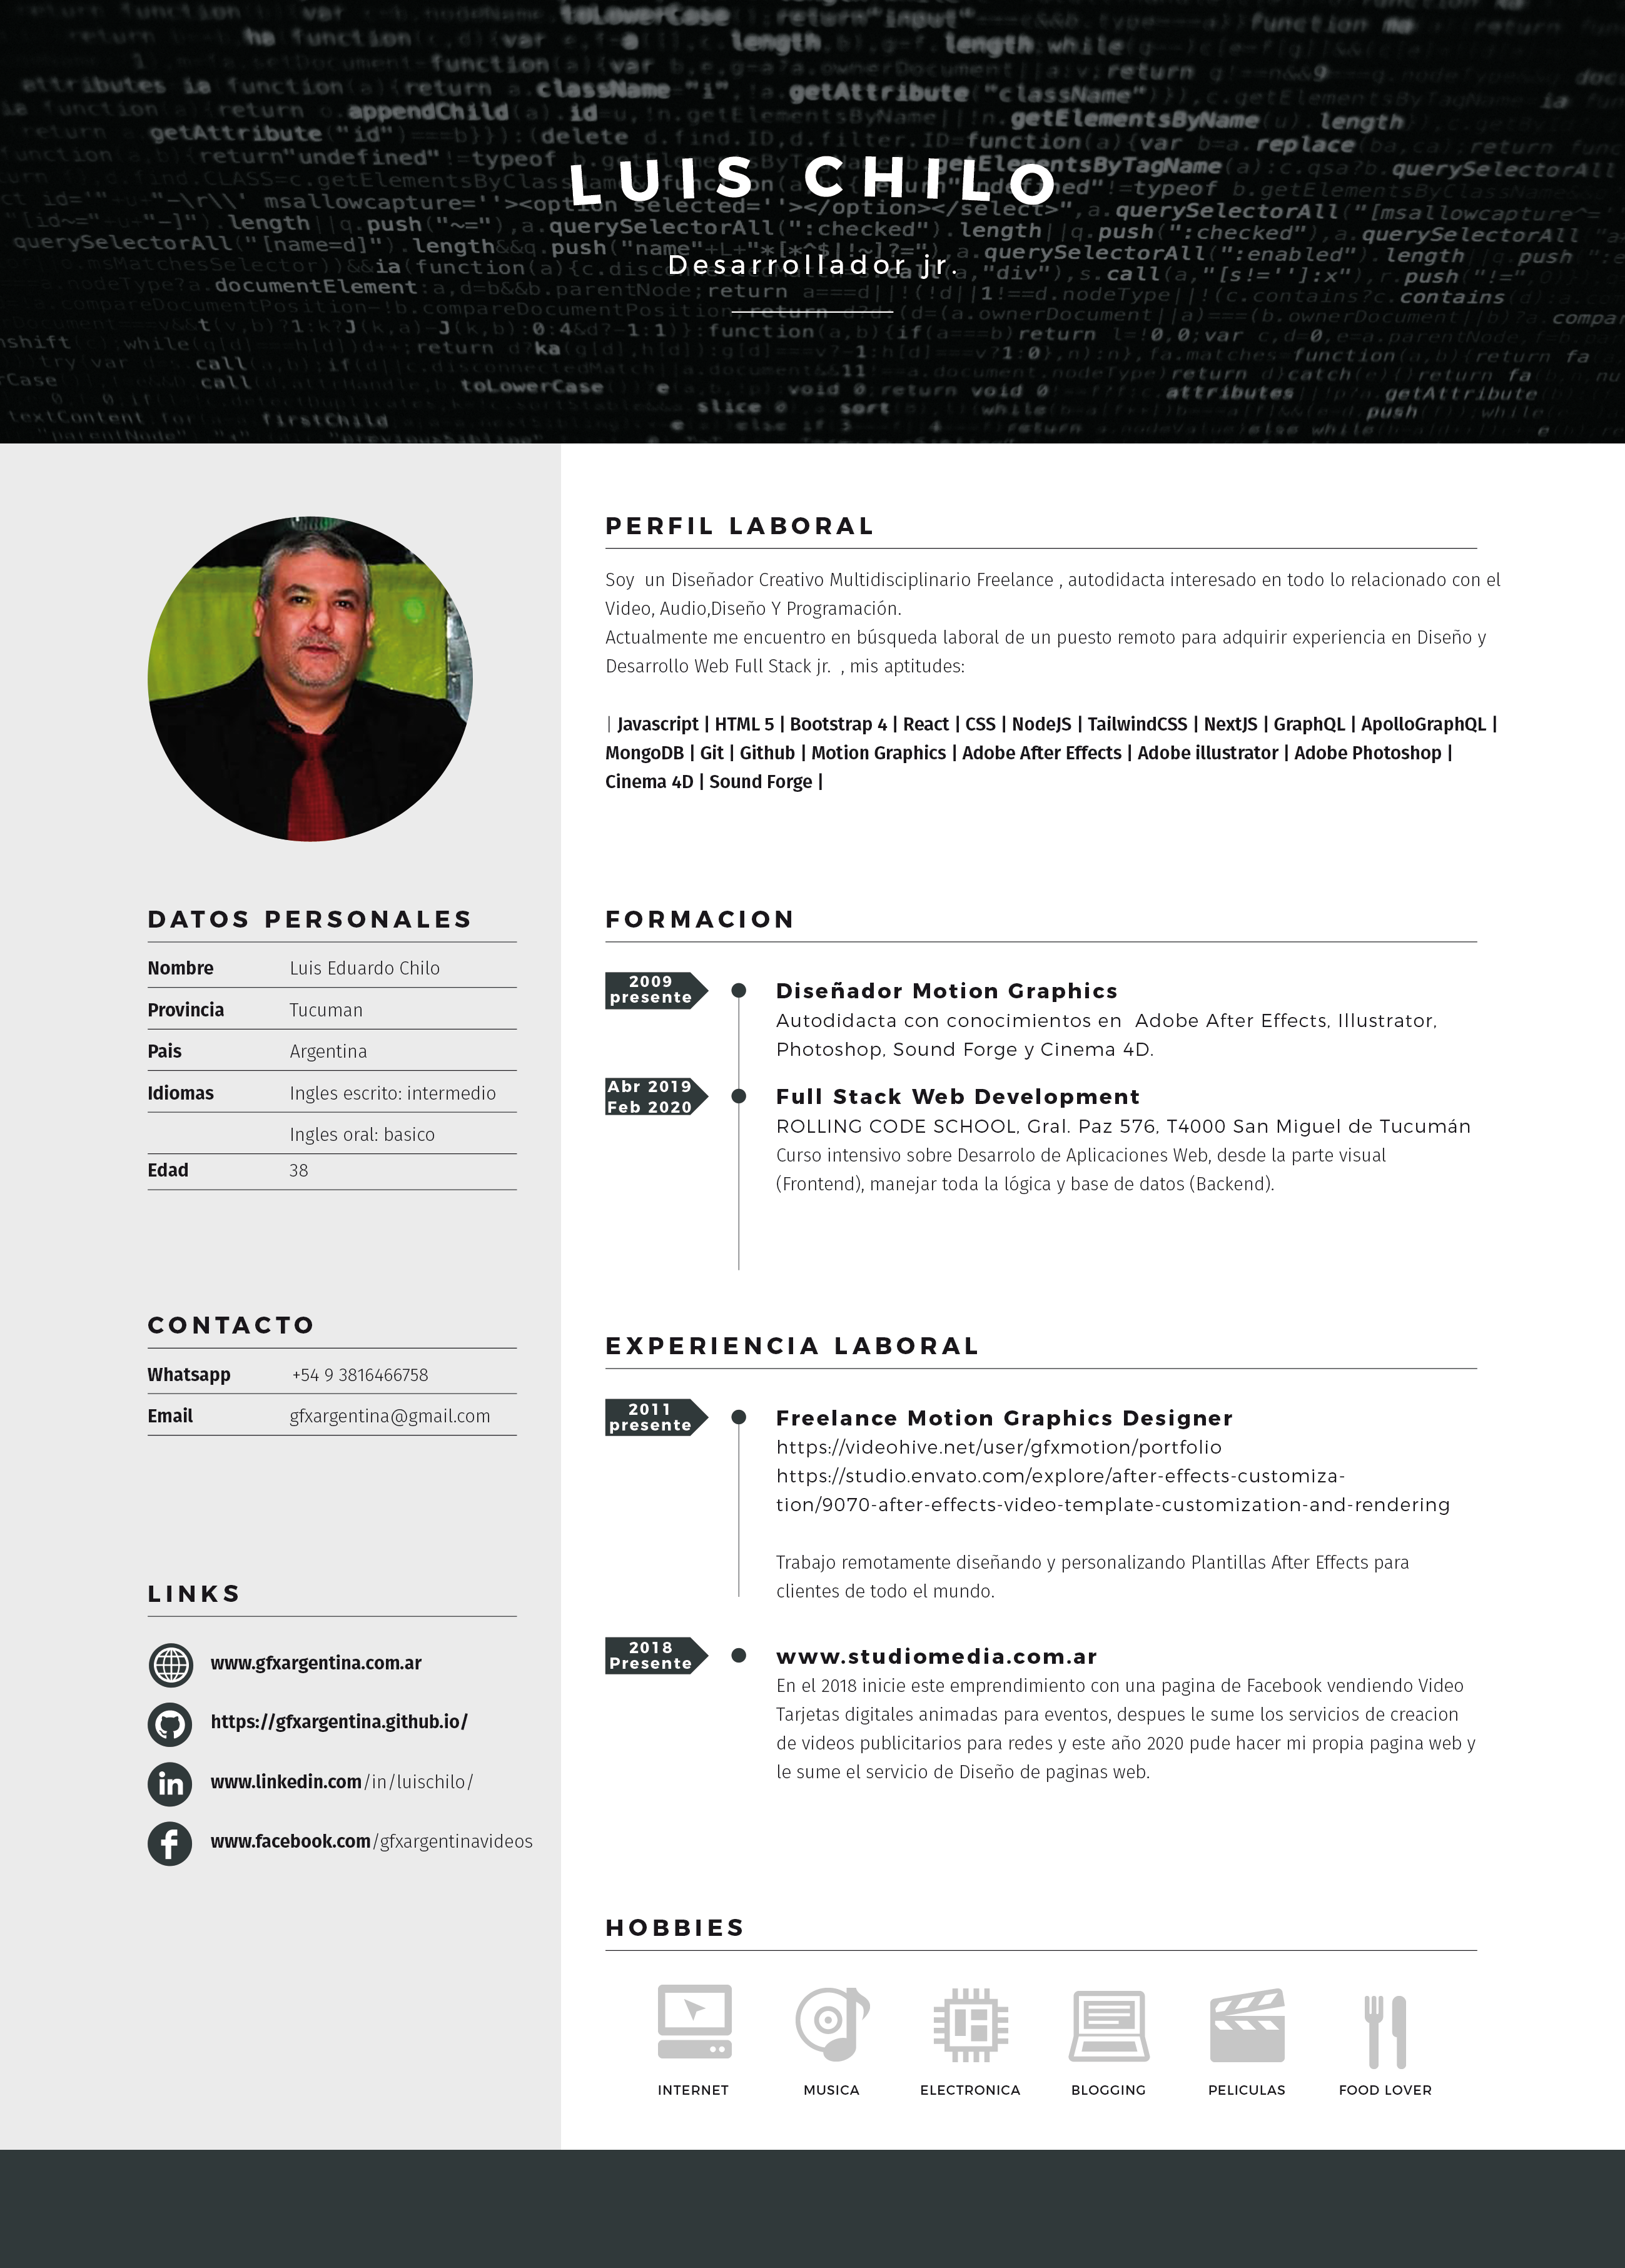 LUIS CHILO
Desarrollador jr.
PERFIL LABORAL
Soy un Diseñador Creativo Multidisciplinario Freelance , autodidacta interesado en todo lo relacionado con el
Video, Audio,Diseño Y Programación.
Actualmente me encuentro en búsqueda laboral de un puesto remoto para adquirir experiencia en Diseño y
Desarrollo Web Full Stack jr. , mis aptitudes:
| Javascript | HTML 5 | Bootstrap 4 | React | CSS | NodeJS | TailwindCSS | NextJS | GraphQL | ApolloGraphQL |
MongoDB | Git | Github | Motion Graphics | Adobe After Effects | Adobe illustrator | Adobe Photoshop |
Cinema 4D | Sound Forge |
DATOS PERSONALES
Nombre Luis Eduardo Chilo
Provincia Tucuman
Pais Argentina
Idiomas Ingles escrito: intermedio
Ingles oral: basico
Edad 38
CONTACTO
Whatsapp +54 9 3816466758
Email gfxargentina@gmail.com
LINKS
www.gfxargentina.com.ar
https://gfxargentina.github.io/
www.linkedin.com/in/luischilo/
www.facebook.com/gfxargentinavideos
FORMACION
2009
presente
Diseñador Motion Graphics
Autodidacta con conocimientos en Adobe After Effects, Illustrator,
Photoshop, Sound Forge y Cinema 4D.
Abr 2019
Feb 2020
Full Stack Web Development
ROLLING CODE SCHOOL, Gral. Paz 576, T4000 San Miguel de Tucumán
Curso intensivo sobre Desarrolo de Aplicaciones Web, desde la parte visual
(Frontend), manejar toda la lógica y base de datos (Backend).
EXPERIENCIA LABORAL
2011
presente
Freelance Motion Graphics Designer
https://videohive.net/user/gfxmotion/portfolio
https://studio.envato.com/explore/after-effects-customiza-
tion/9070-after-effects-video-template-customization-and-rendering
Trabajo remotamente diseñando y personalizando Plantillas After Effects para
clientes de todo el mundo.
2018
Presente
www.studiomedia.com.ar
En el 2018 inicie este emprendimiento con una pagina de Facebook vendiendo Video
Tarjetas digitales animadas para eventos, despues le sume los servicios de creacion
de videos publicitarios para redes y este año 2020 pude hacer mi propia pagina web y
le sume el servicio de Diseño de paginas web.
HOBBIES
INTERNET
MUSICA
ELECTRONICA
BLOGGING
PELICULAS
FOOD LOVER